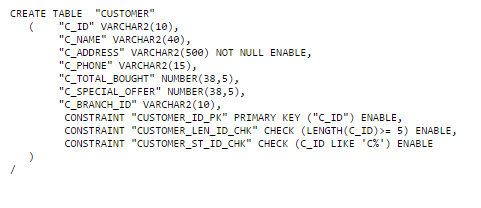 CREATE TABLE  "CUSTOMER"
   (    "C_ID" VARCHAR2(10),
        "C_NAME" VARCHAR2(40),
        "C_ADDRESS" VARCHAR2(500) NOT NULL ENABLE,
        "C_PHONE" VARCHAR2(15),
        "C_TOTAL_BOUGHT" NUMBER(38,5),
        "C_SPECIAL_OFFER" NUMBER(38,5),
        "C_BRANCH_ID" VARCHAR2(10),
         CONSTRAINT "CUSTOMER_ID_PK" PRIMARY KEY ("C_ID") ENABLE,
         CONSTRAINT "CUSTOMER_LEN_ID_CHK" CHECK (LENGTH(C_ID)>= 5) ENABLE,
         CONSTRAINT "CUSTOMER_ST_ID_CHK" CHECK (C_ID LIKE 'C%') ENABLE
   )
/